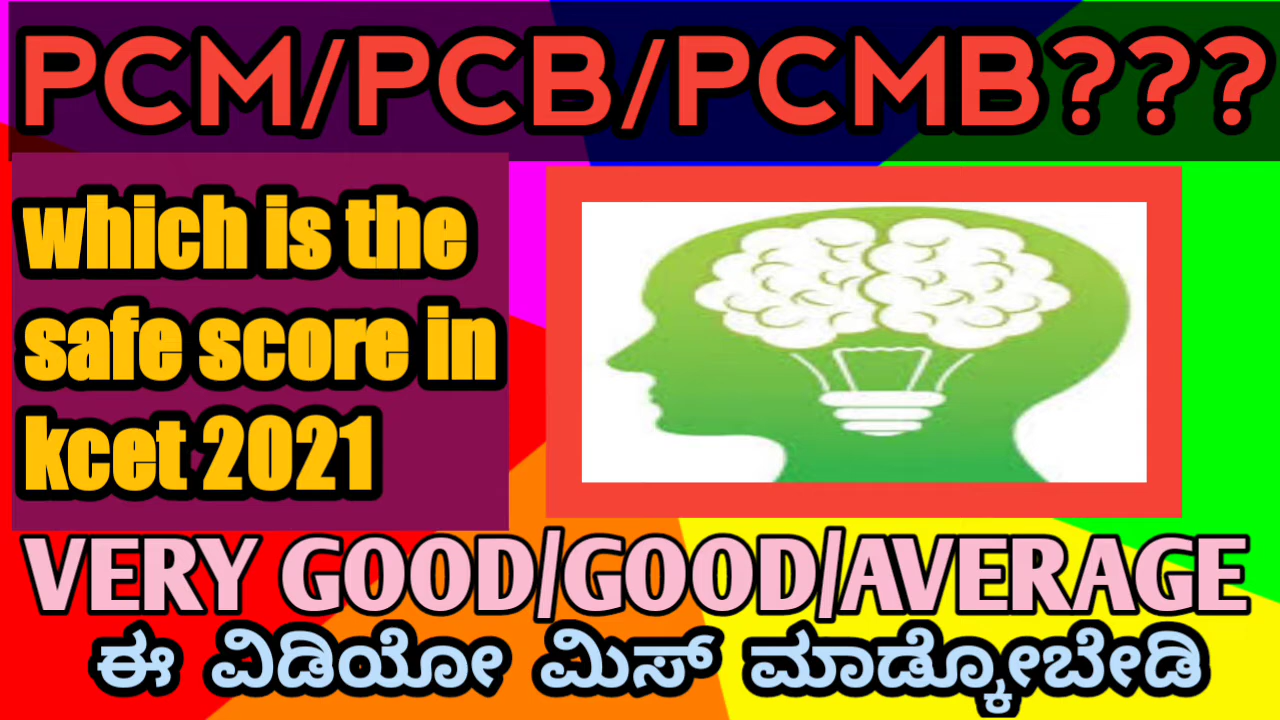 PCM/PCB/PCMB???
which is the
safe score in
kcet 2021
VERY GOOD/GOOD/AVERAGE
ಈ ವಿಡಿಯೋ ಮಿಸ್ ಮಾಡ್ಕೋಬೇಡಿ